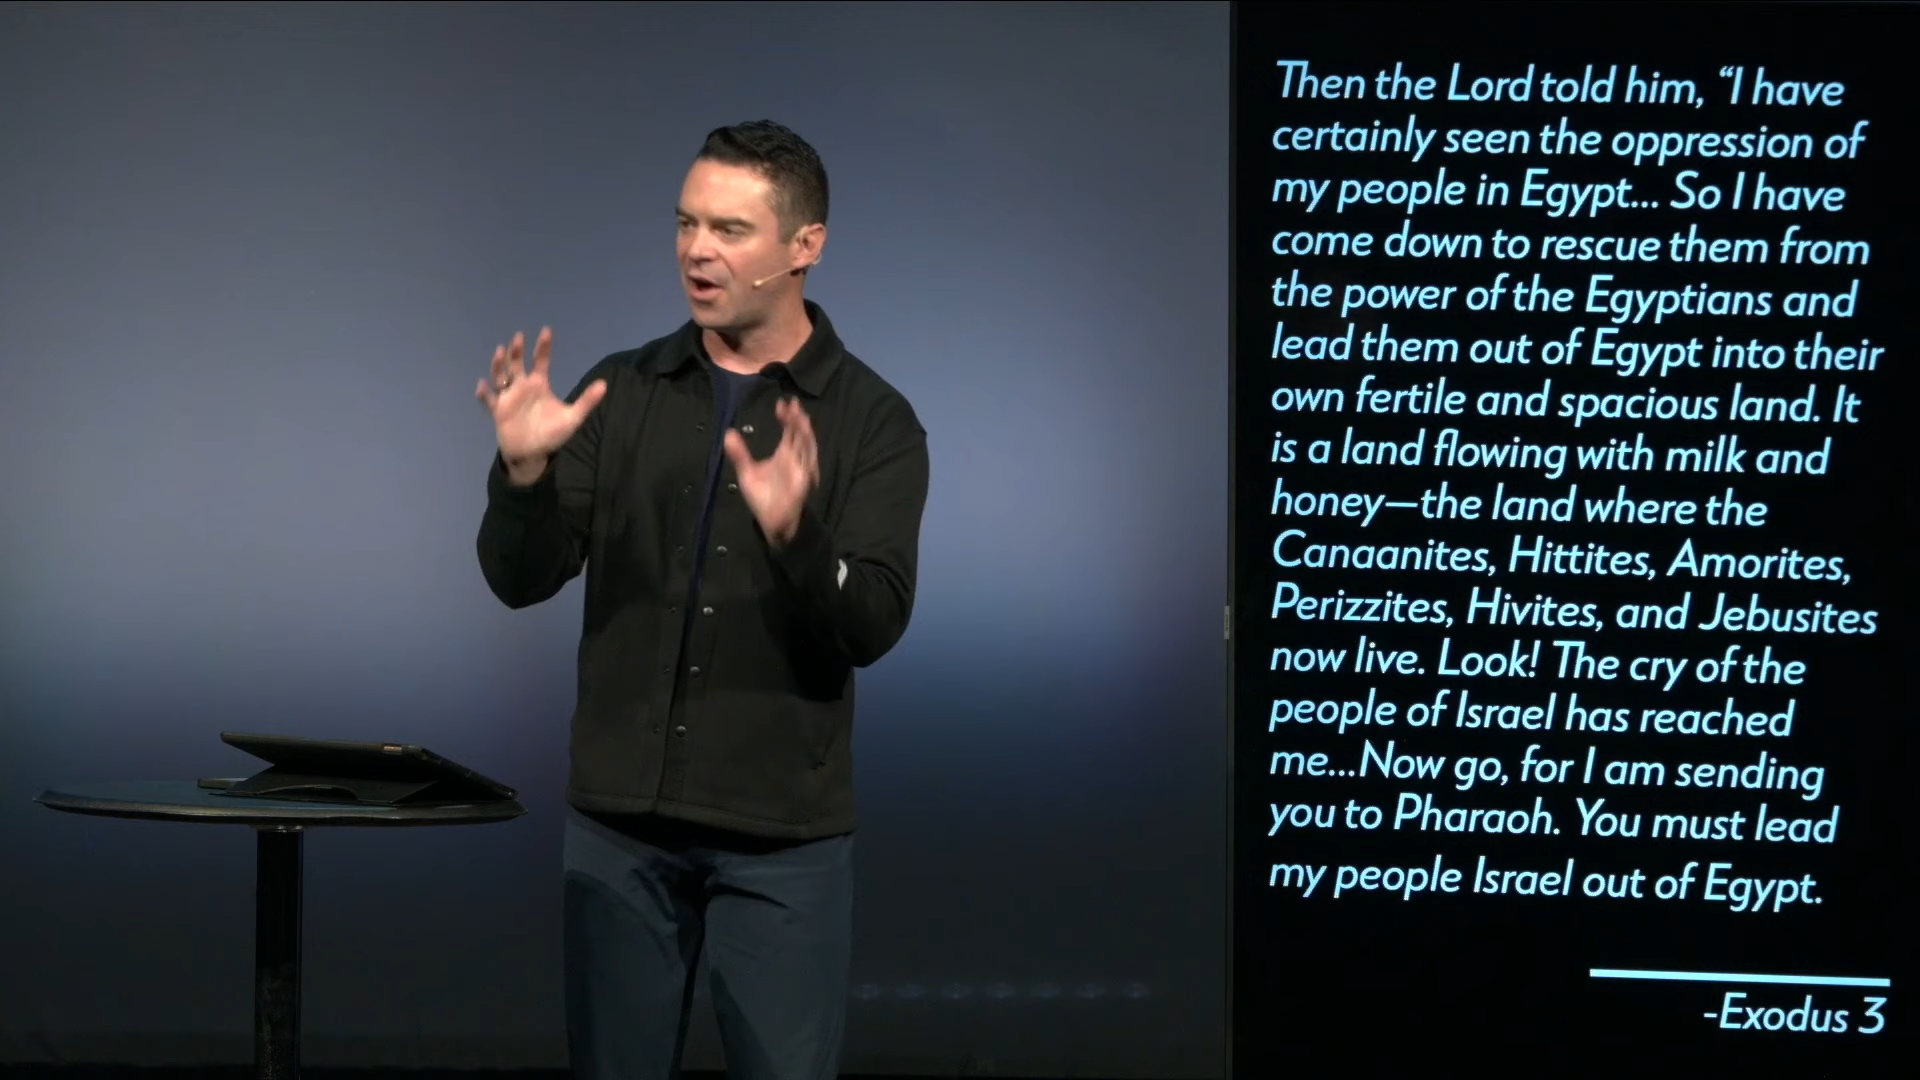 Then the Lord told him, “I have
certainly seen the oppression of
my people in Egypt... So I have
come down to rescue them from
the power of the Egyptians and
lead them out of Egypt into their
own fertile and spacious land. It
is a land flowing with milk and
honey—the land where the
Canaanites, Hittites, Amorites,
Perizzites, Hivites, and Jebusites
now live. Look! The cry of the
people of Israel has reached
me...Now go, for I am sending
you to Pharaoh. You must lead
my people Israel out of Egypt.
-Exodus 3